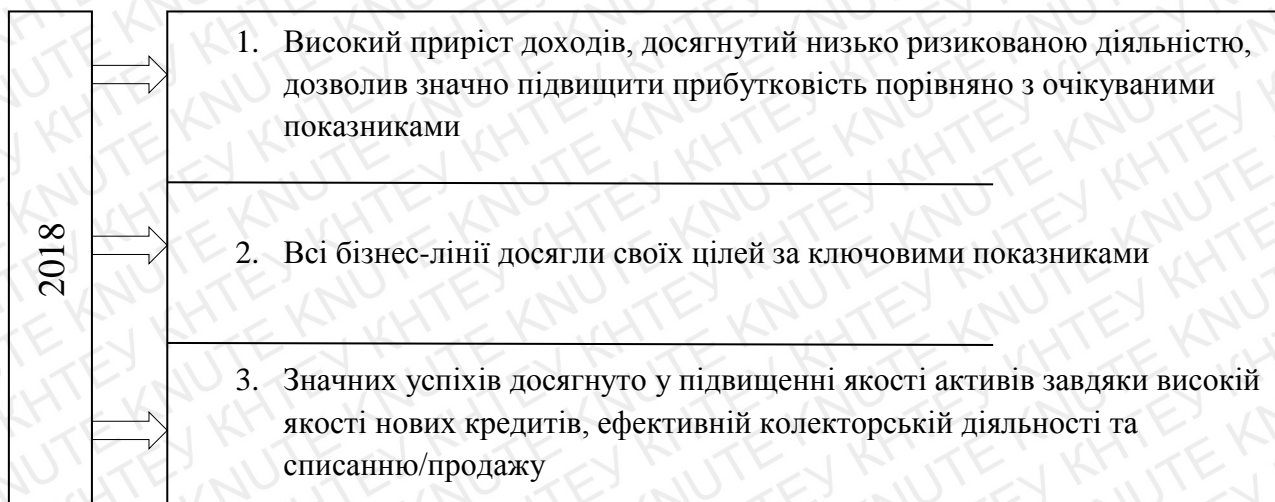 1. Високий приріст доходів, досягнутий низько ризикованою діяльністю,
дозволив значно підвищити прибутковість порівняно з очікуваними
показниками
2018
2. Всі бізнес-лінії досягли своїх цілей за ключовими показниками
3. Значних успіхів досягнуто у підвищенні якості активів завдяки високій
якості нових кредитів, ефективній колекторській діяльності та
списанню/продажу